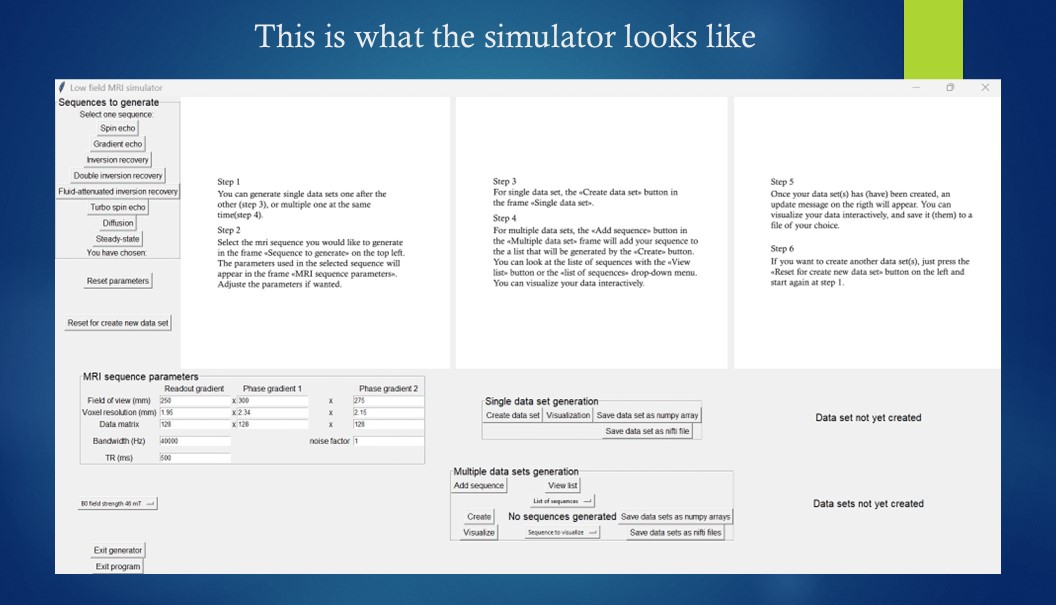 This is what the simulator looks like
Low field MRI simulator
Sequences to generate
Select one sequence:
Spin echo
Gradient echo
Inversion recovery
Double inversion recovery
Fluid-attenuated inversion recovery
Turbo spin echo
Diffusion
Steady-state
You have chosen:
Reset parameters
Reset for create new data set
Step 1
You can generate single data sets one after the
other (step 3), or multiple one at the same
time(step 4).
Step 2
Select the mri sequence you would like to generate
in the frame «Sequence to generate» on the top left.
The parameters used in the selected sequence will
appear in the frame «MRI sequence parameters».
Adjuste the parameters if wanted.
Step 3
For single data set, the «Create data set» button in
the frame «Single data set».
Step 4
For multiple data sets, the «Add sequence» button in
the «Multiple data set» frame will add your sequence to
the a list that will be generated by the «Create» button.
You can look at the liste of sequences with the «View
list» button or the «list of sequences» drop-down menu.
You can visualize your data interactively.
Step 5
Once your data set(s) has (have) been created, an
update message on the rigth will appear. You can
visualize your data interactively, and save it (them) to a
file of your choice.
Step 6
If you want to create another data set(s), just press the
«Reset for create new data set» button on the left and
start again at step 1.
MRI sequence parameters
Readout gradient Phase gradient 1 Phase gradient 2
Field of view (mm) 250 x 300 x 275
Voxel resolution (mm) 1.95 x 2.34 x 2.15
Data matrix 128 x 128 x 128
Bandwidth (Hz) 40000 noise factor 1
TR (ms) 500
B0 field strength 46 mT
Exit generator
Exit program
Single data set generation
Create data set Visualization Save data set as numpy array
Save data set as nifti file
Data set not yet created
Multiple data sets generation
Add sequence View list
List of sequences
Create No sequences generated Save data sets as numpy arrays
Visualize Sequence to visualize Save data sets as nifti files
Data sets not yet created